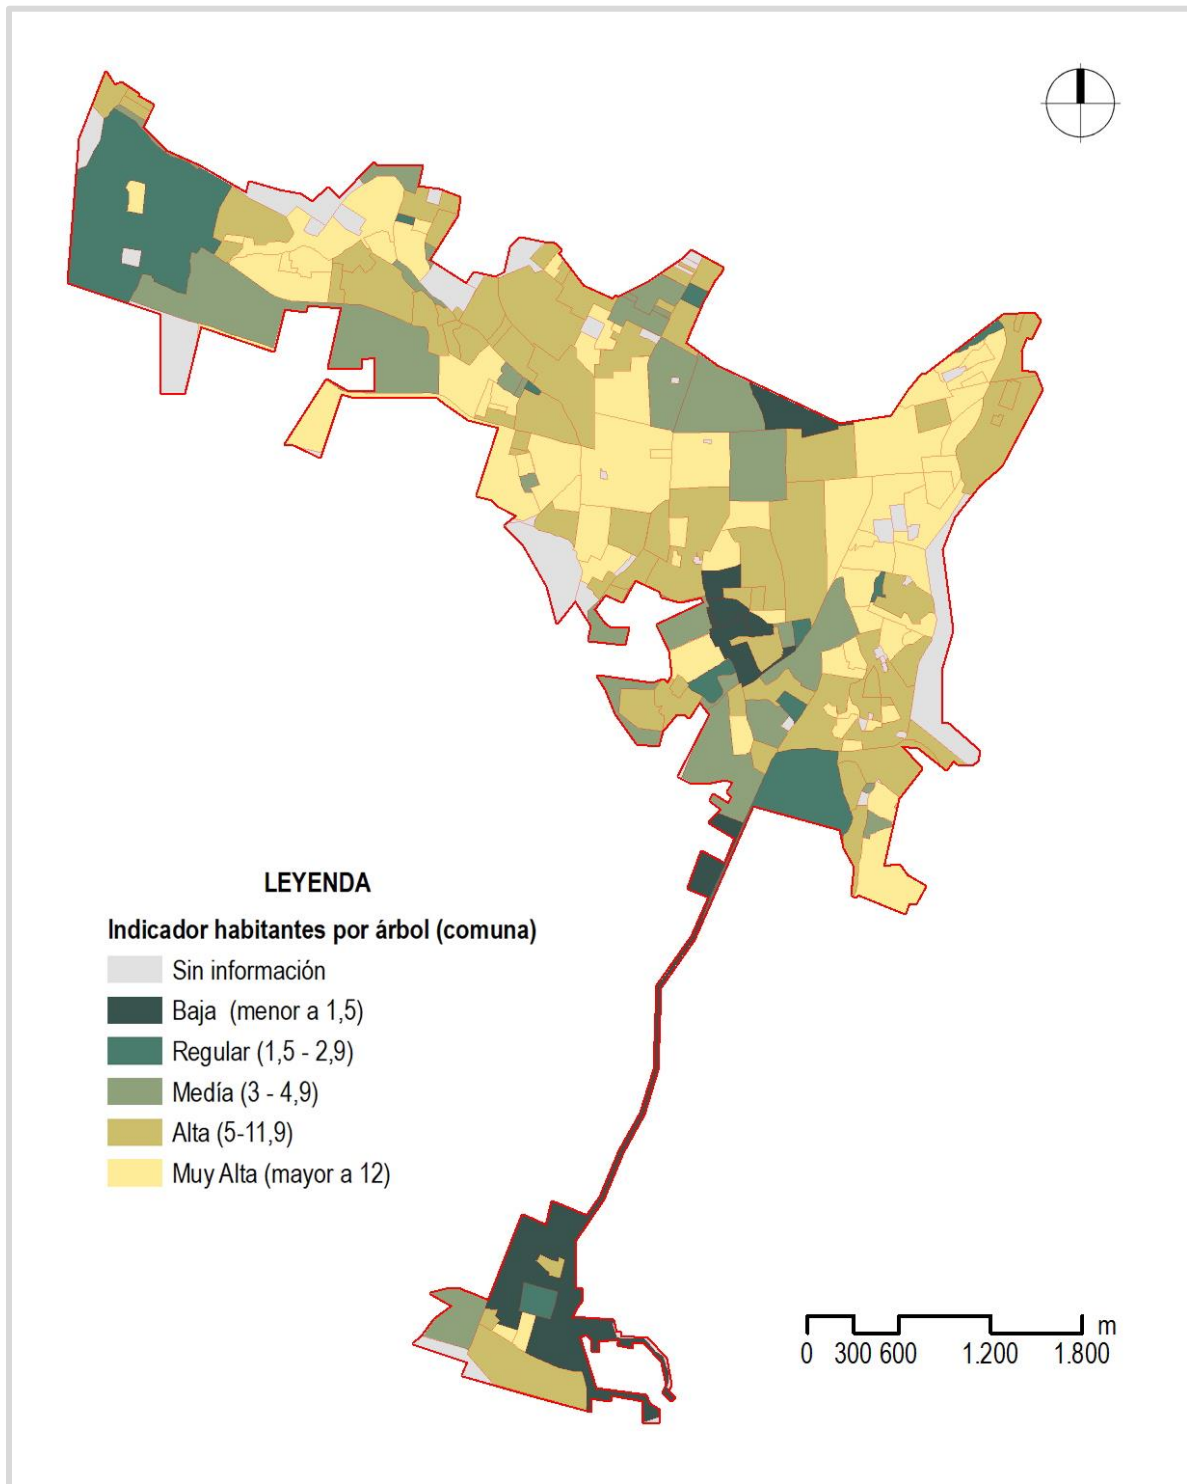 LEYENDA
Indicador habitantes por árbol (comuna)
Sin información
Baja (menor a 1,5)
Regular (1,5 - 2,9)
Medía (3 - 4,9)
Alta (5-11,9)
Muy Alta (mayor a 12)
m
0 300 600 1.200 1.800